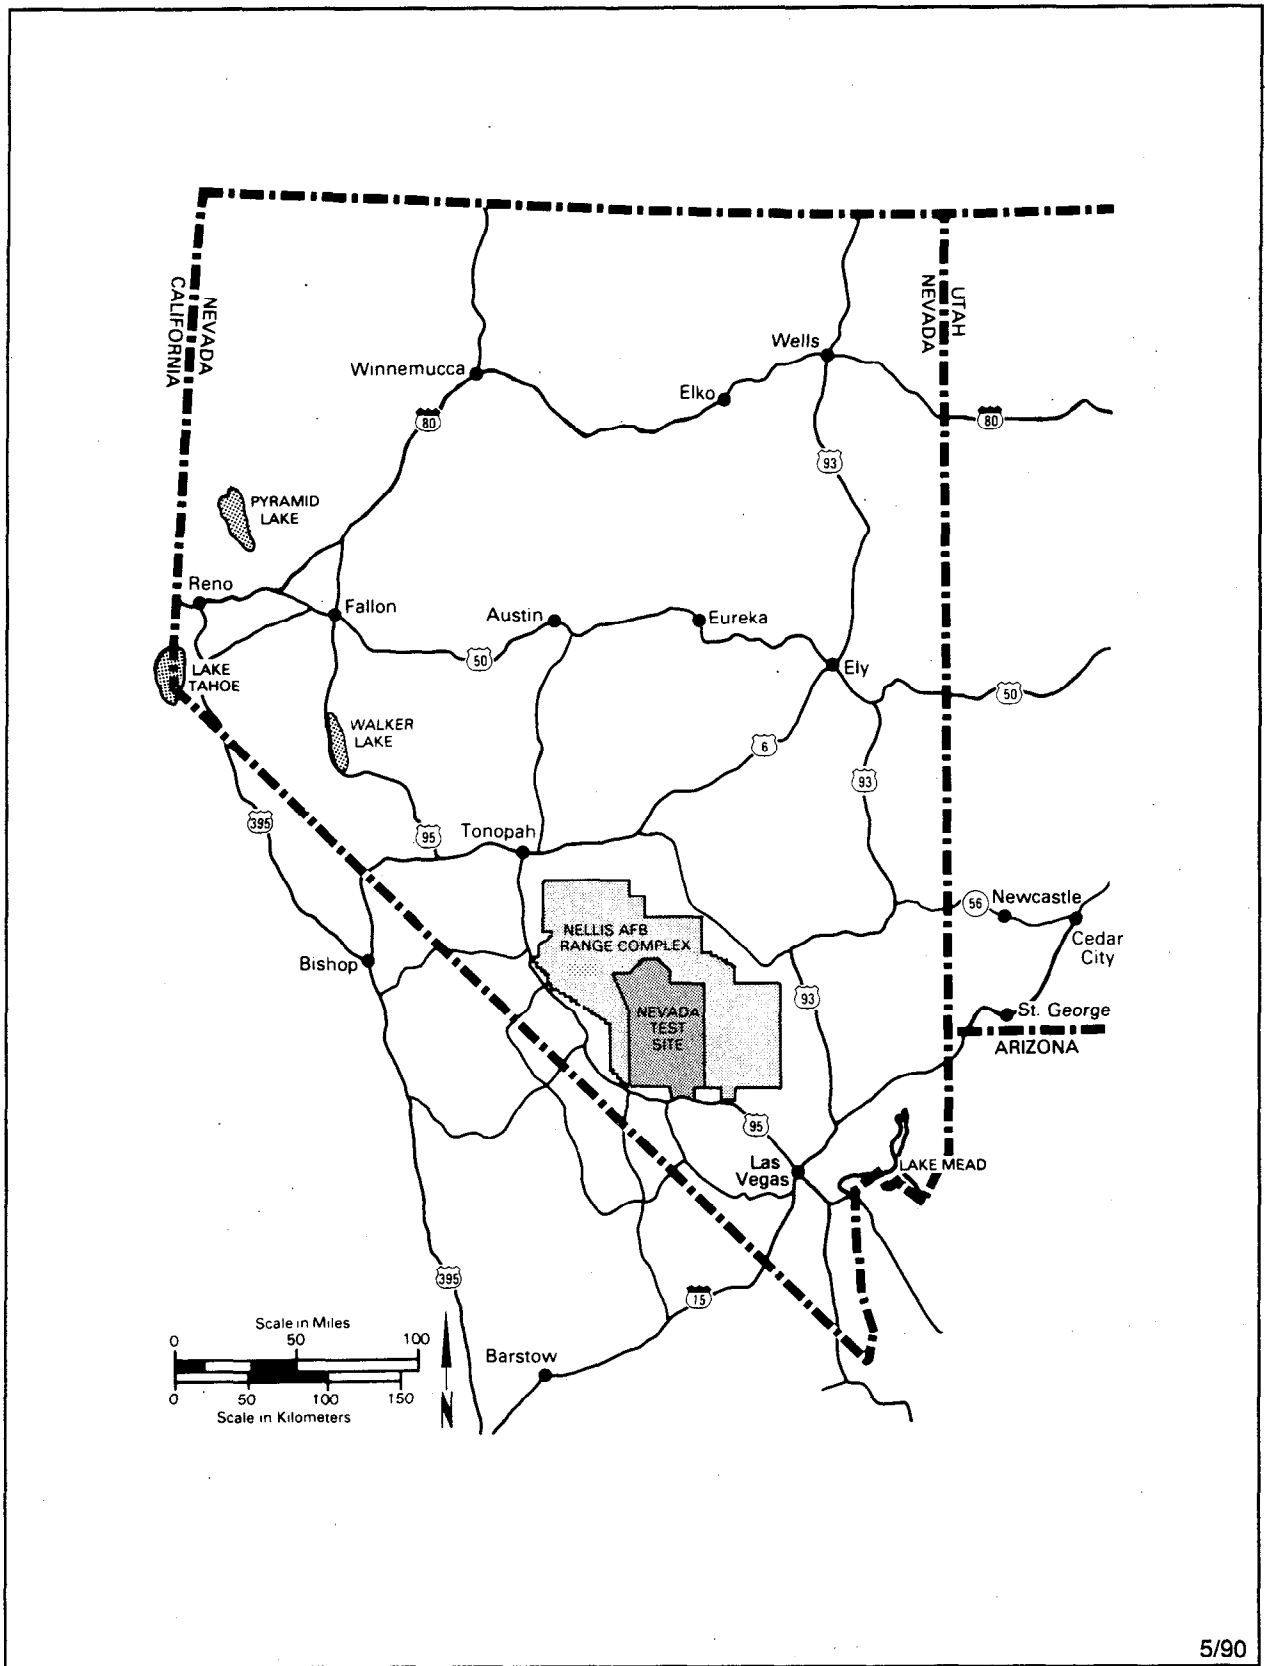 NEVADA
CALIFORNIA
UTAH
NEVADA
Wells
Winnemucca
Elko
80
80
93
PYRAMID
LAKE
Reno
Fallon
Austin
Eureka
50
Ely
LAKE
TAHOE
50
WALKER
LAKE
6
93
395
95
Tonopah
56
Newcastle
Cedar
City
NELLIS AFB
RANGE COMPLEX
Bishop
93
NEVADA
TEST
SITE
St. George
ARIZONA
95
Las
Vegas
LAKE MEAD
395
15
Scale in Miles
0 50 100
Barstow
0 50 100 150
Scale in Kilometers
N
5/90